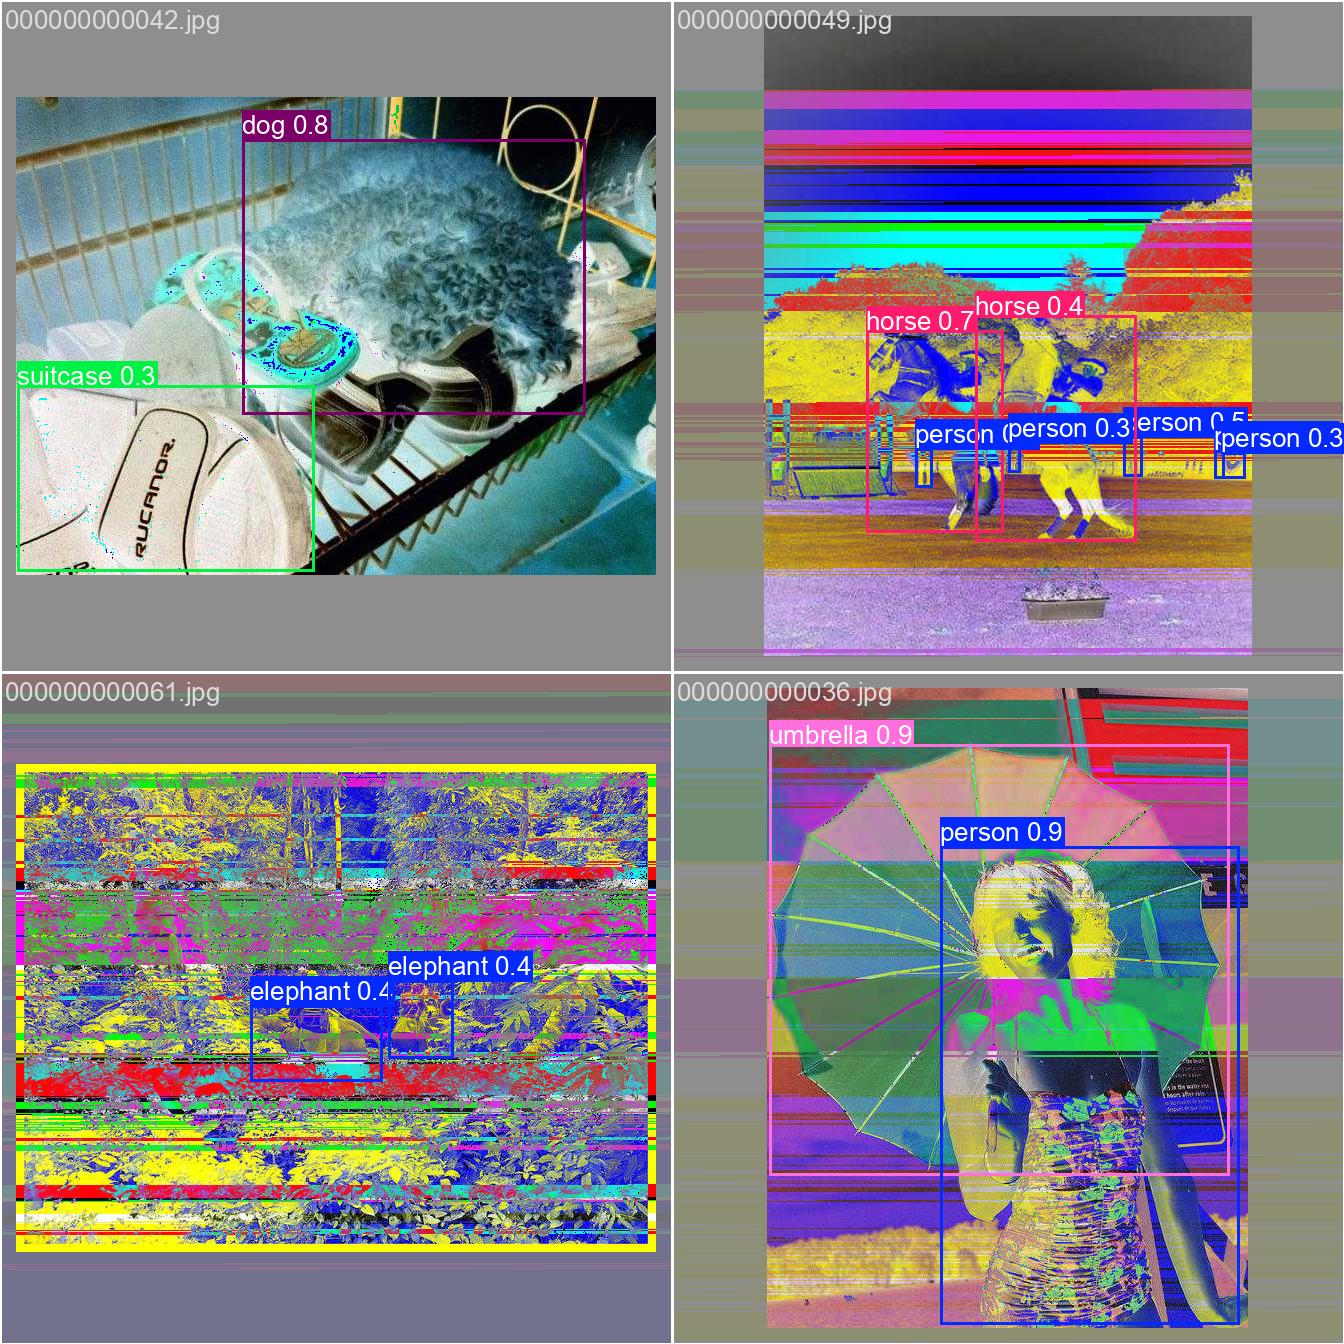 000000000042.jpg
dog 0.8
suitcase 0.3
RUCANOR.
000000000049.jpg
horse 0.7
horse 0.4
person
person 0.3
person 0.5
person 0.3
000000000061.jpg
elephant 0.4
elephant 0.4
000000000036.jpg
umbrella 0.9
person 0.9